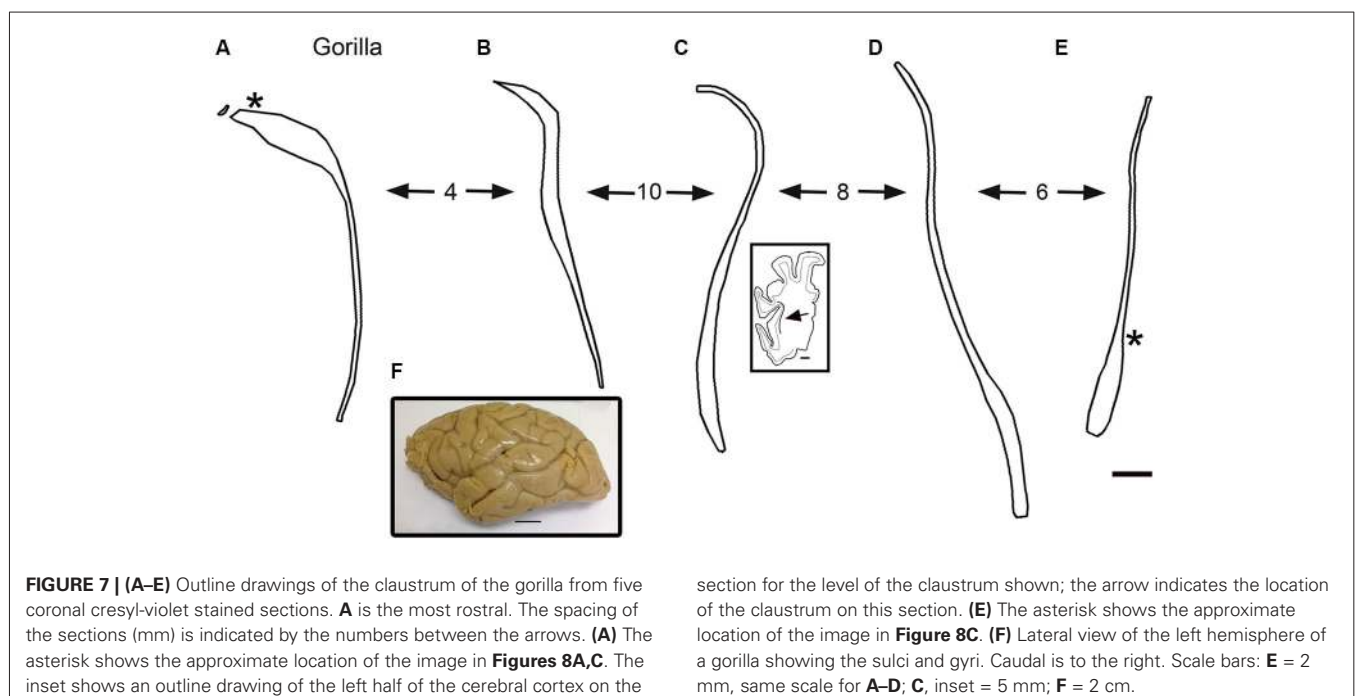 A Gorilla B C D E
* 
4 10 8 6
*
F
FIGURE 7 | (A–E) Outline drawings of the claustrum of the gorilla from five
coronal cresyl-violet stained sections. A is the most rostral. The spacing of
the sections (mm) is indicated by the numbers between the arrows. (A) The
asterisk shows the approximate location of the image in Figures 8A,C. The
inset shows an outline drawing of the left half of the cerebral cortex on the
section for the level of the claustrum shown; the arrow indicates the location
of the claustrum on this section. (E) The asterisk shows the approximate
location of the image in Figure 8C. (F) Lateral view of the left hemisphere of
a gorilla showing the sulci and gyri. Caudal is to the right. Scale bars: E = 2
mm, same scale for A–D; C, inset = 5 mm; F = 2 cm.